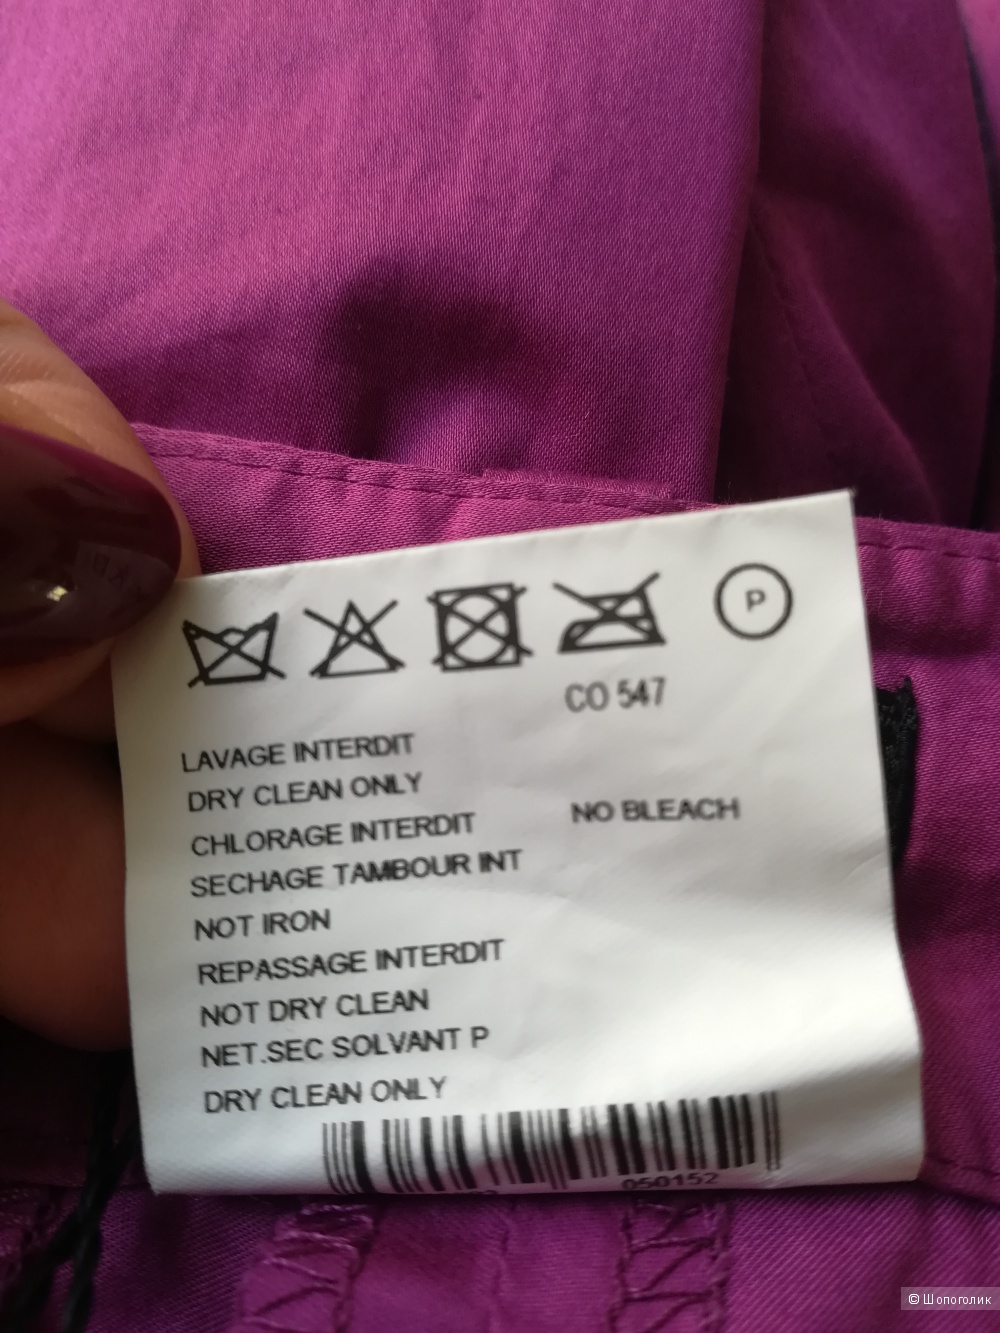 P
CO 547
LAVAGE INTERDIT
DRY CLEAN ONLY
CHLORAGE INTERDIT NO BLEACH
SECHAGE TAMBOUR INT
NOT IRON
REPASSAGE INTERDIT
NOT DRY CLEAN
NET.SEC SOLVANT P
DRY CLEAN ONLY
050152
© Шопоголик